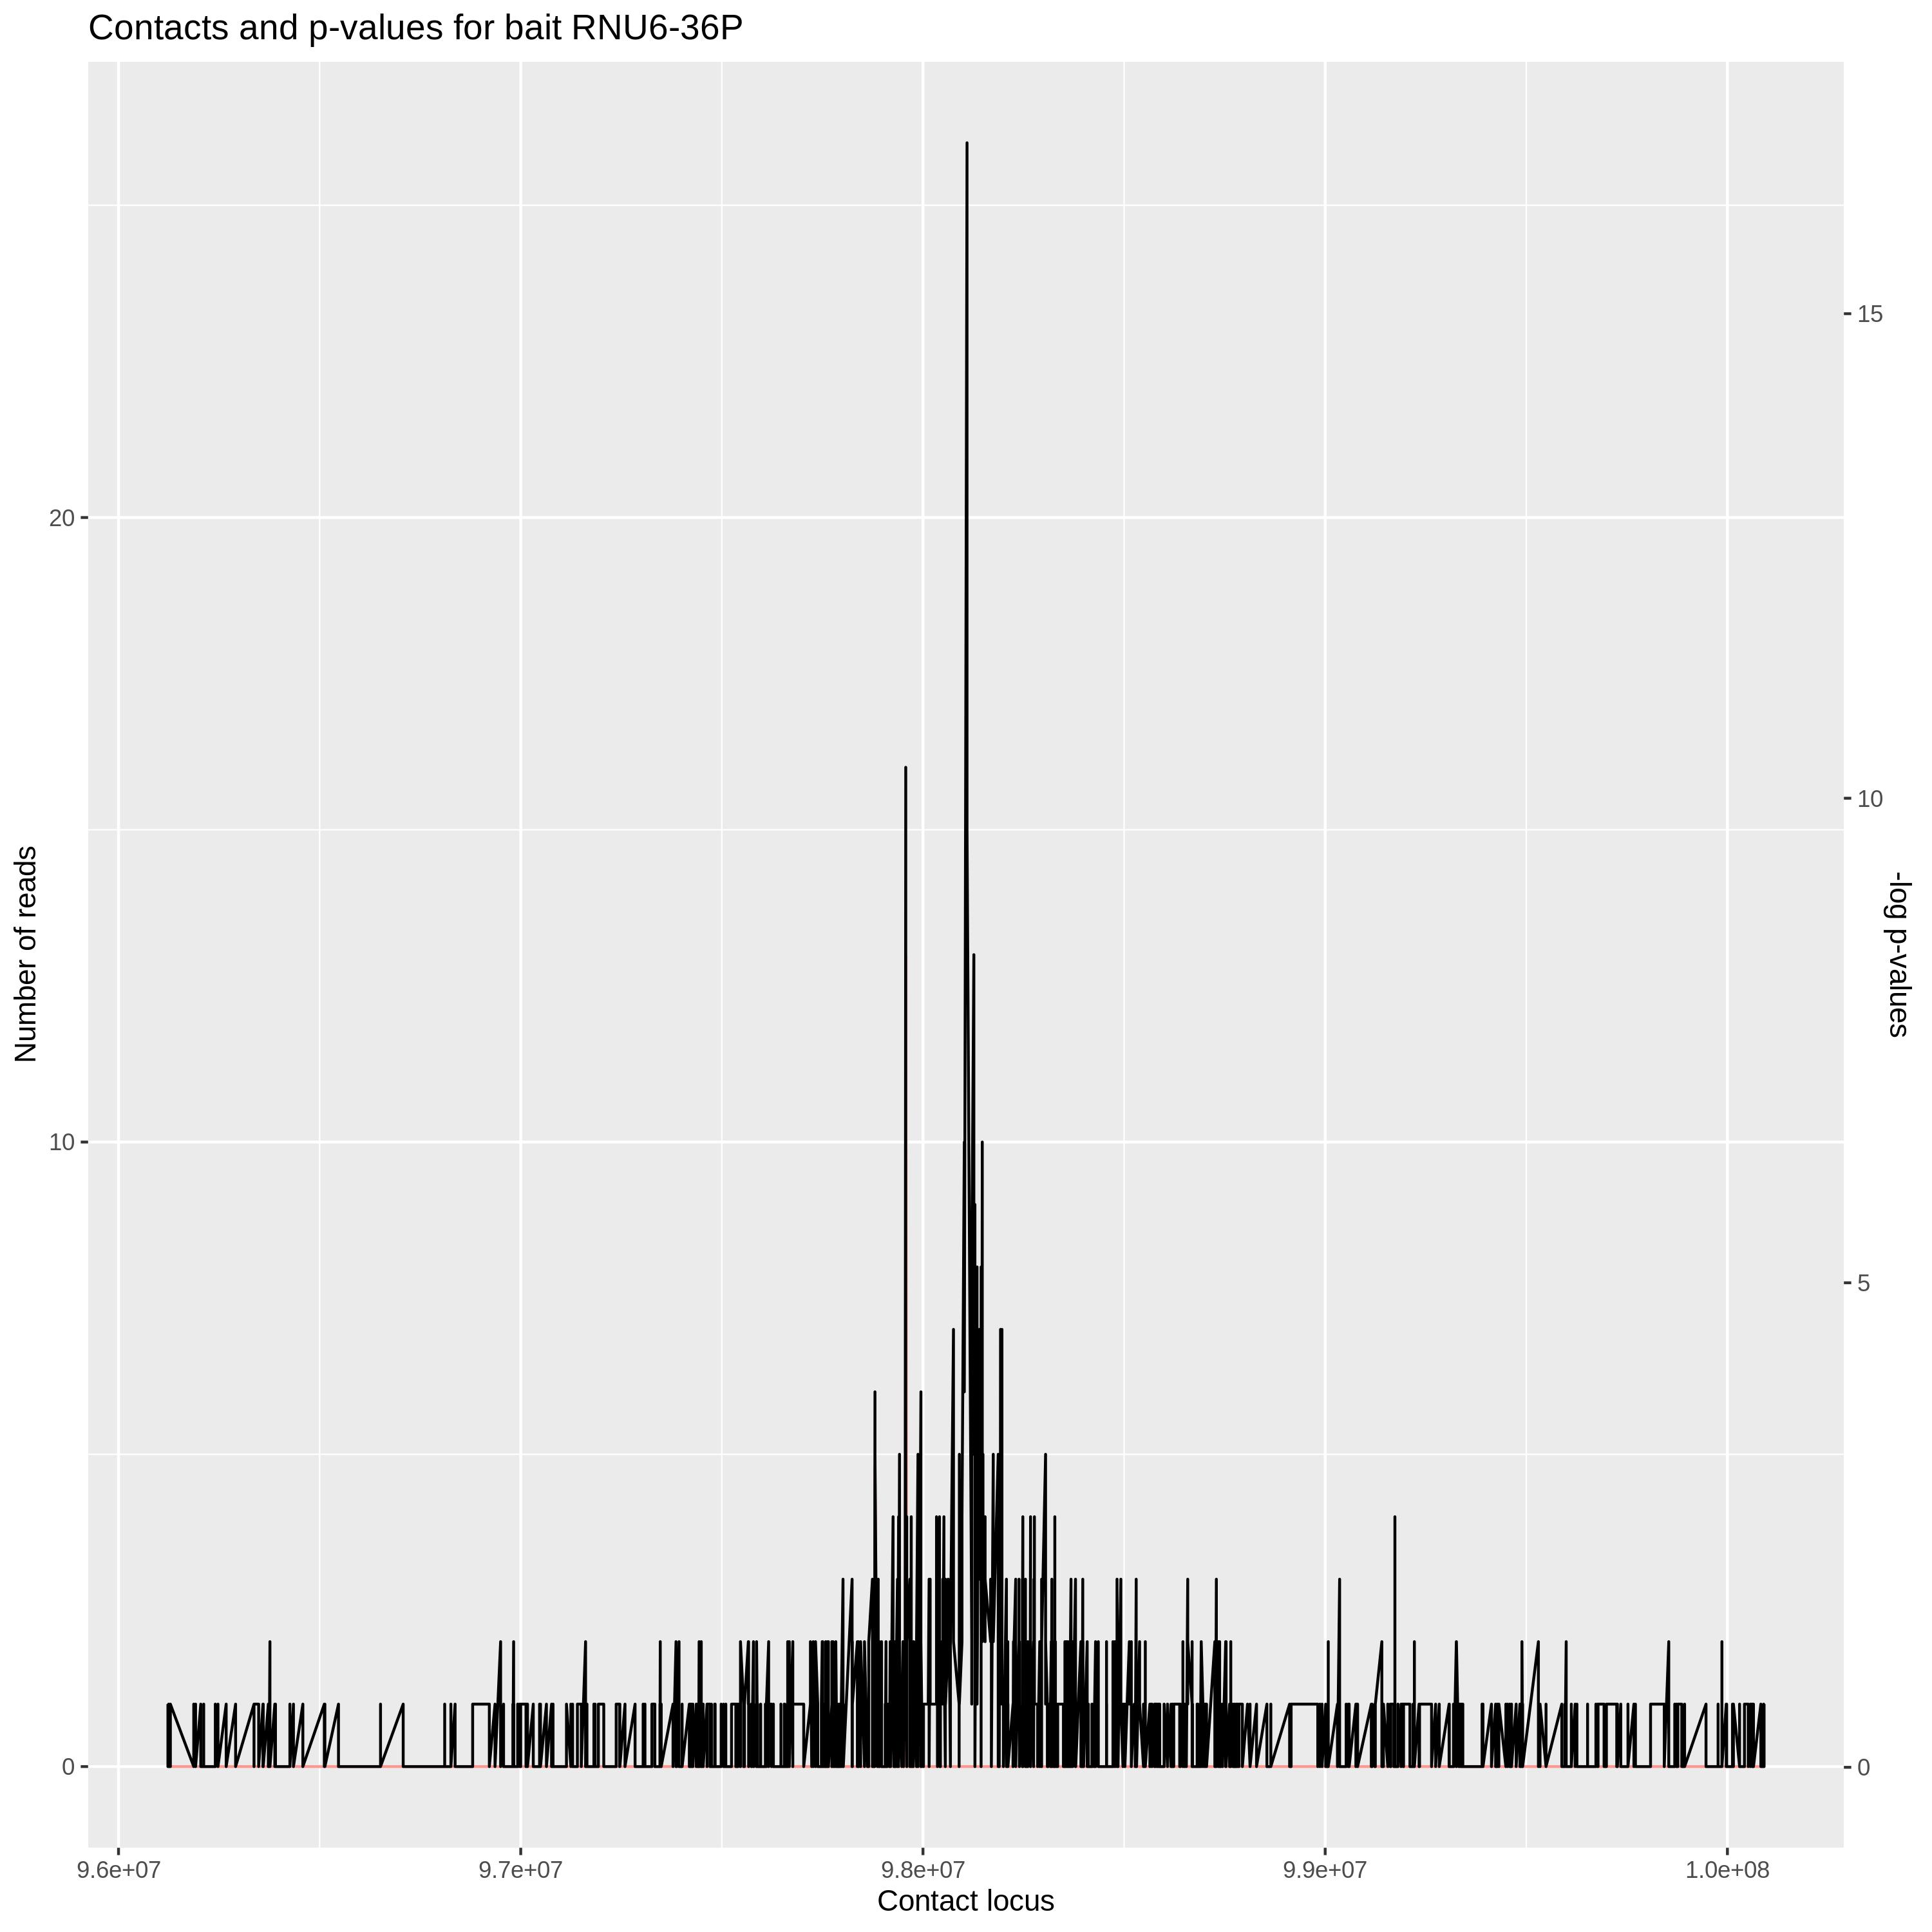 Contacts and p-values for bait RNU6-36P
Number of reads
20
10
0
15
10
5
0
-log p-values
9.6e+07
9.7e+07
9.8e+07
9.9e+07
1.0e+08
Contact locus